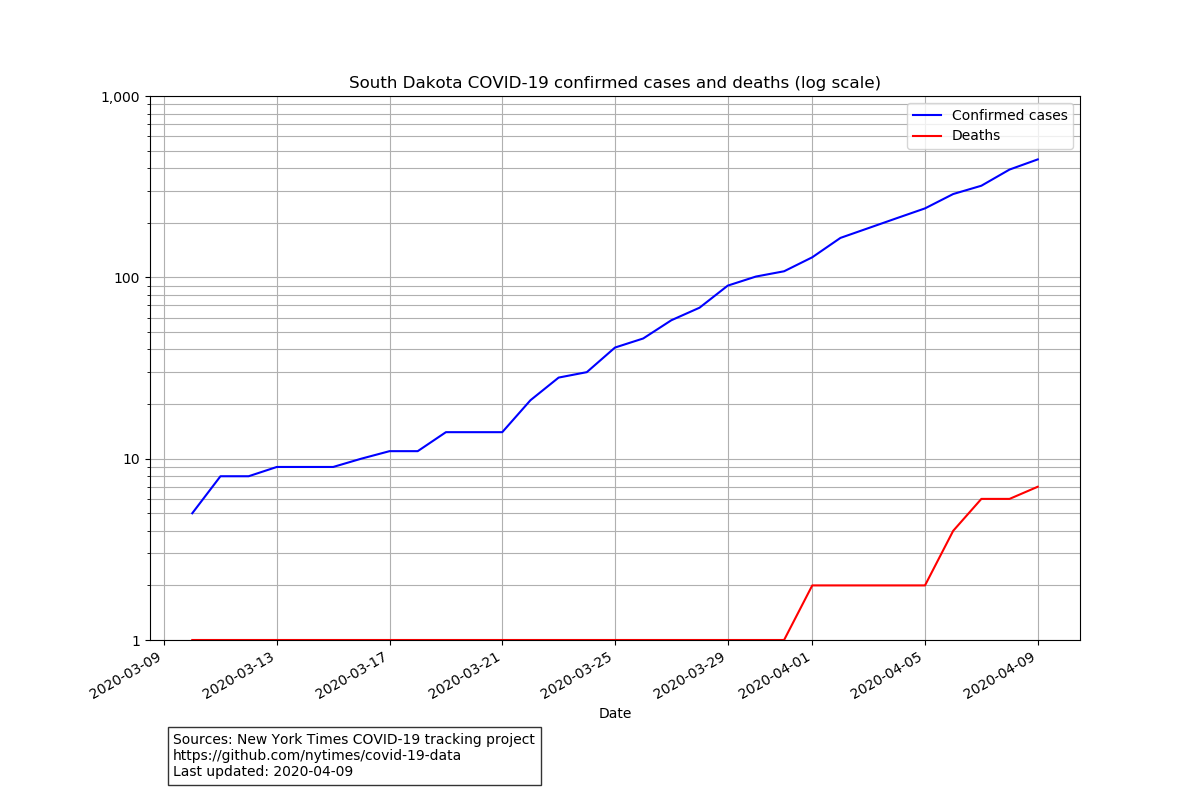 South Dakota COVID-19 confirmed cases and deaths (log scale)
1,000
Confirmed cases
Deaths
100
10
1
2020-03-09 2020-03-13 2020-03-17 2020-03-21 2020-03-25 2020-03-29 2020-04-01 2020-04-05 2020-04-09
Date
Sources: New York Times COVID-19 tracking project
https://github.com/nytimes/covid-19-data
Last updated: 2020-04-09